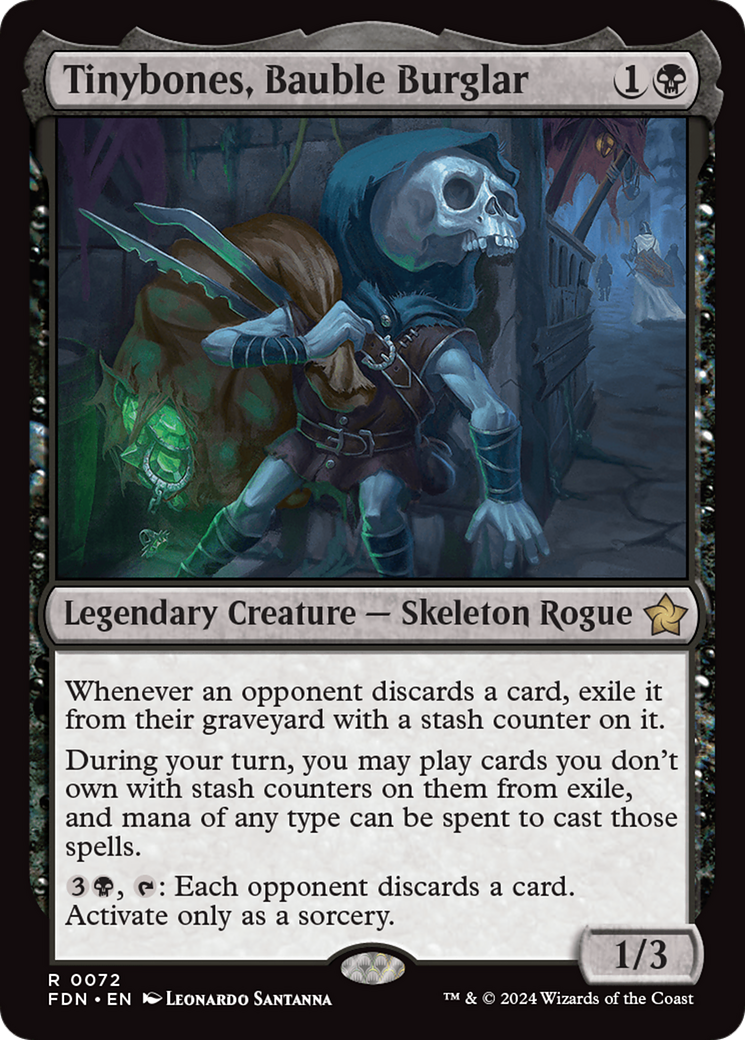 Tinybones, Bauble Burglar 1
Legendary Creature — Skeleton Rogue
Whenever an opponent discards a card, exile it
from their graveyard with a stash counter on it.
During your turn, you may play cards you don't
own with stash counters on them from exile,
and mana of any type can be spent to cast those
spells.
3, : Each opponent discards a card.
Activate only as a sorcery.
1/3
R 0072
FDN • EN Leonardo Santanna
™ & © 2024 Wizards of the Coast